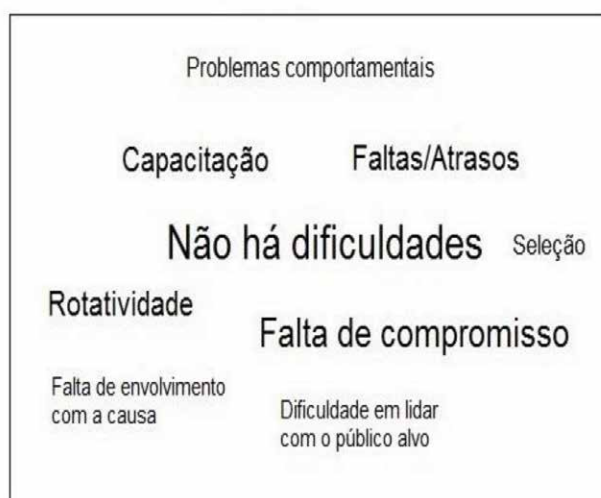 Problemas comportamentais
Capacitação
Faltas/Atrasos
Não há dificuldades
Seleção
Rotatividade
Falta de compromisso
Falta de envolvimento
com a causa
Dificuldade em lidar
com o público alvo